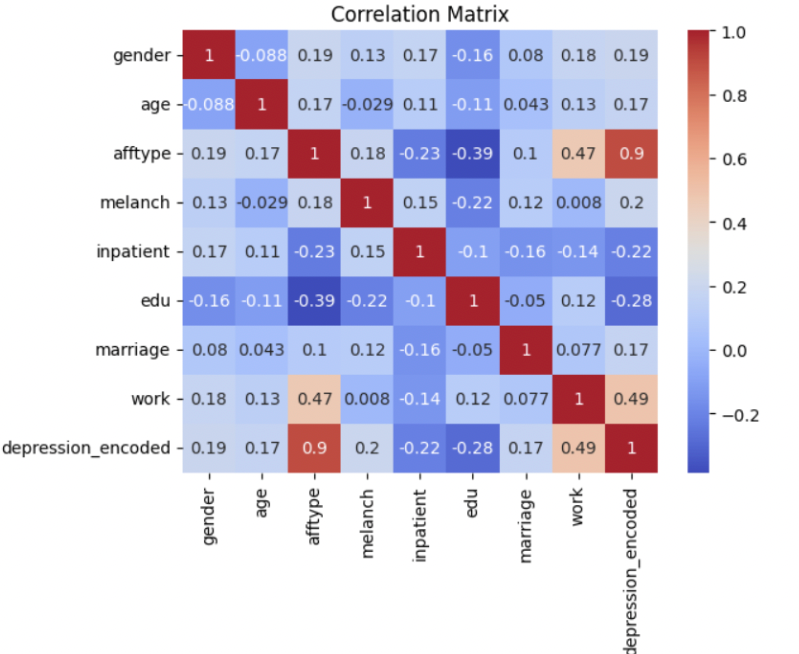 Correlation Matrix
gender 1 -0.088 0.19 0.13 0.17 -0.16 0.08 0.18 0.19
age -0.088 1 0.17 -0.029 0.11 -0.11 0.043 0.13 0.17
afftype 0.19 0.17 1 0.18 -0.23 -0.39 0.1 0.47 0.9
melanch 0.13 -0.029 0.18 1 0.15 -0.22 0.12 0.008 0.2
inpatient 0.17 0.11 -0.23 0.15 1 -0.1 -0.16 -0.14 -0.22
edu -0.16 -0.11 -0.39 -0.22 -0.1 1 -0.05 0.12 -0.28
marriage 0.08 0.043 0.1 0.12 -0.16 -0.05 1 0.077 0.17
work 0.18 0.13 0.47 0.008 -0.14 0.12 0.077 1 0.49
depression_encoded 0.19 0.17 0.9 0.2 -0.22 -0.28 0.17 0.49 1
gender age afftype melanch inpatient edu marriage work depression_encoded
1.0
0.8
0.6
0.4
0.2
0.0
−0.2